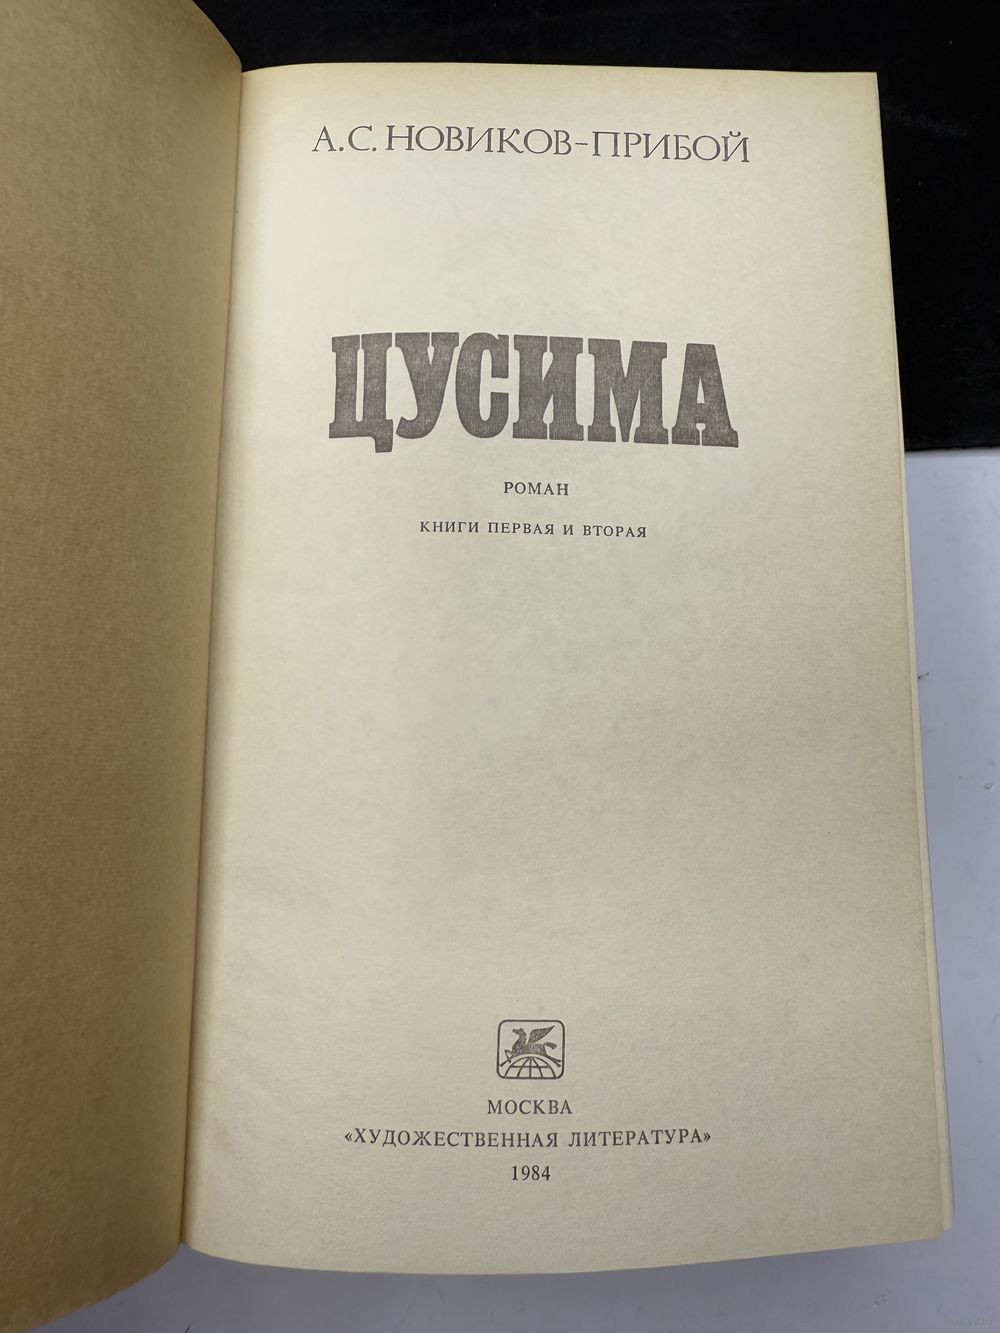 А. С. НОВИКОВ-ПРИБОЙ
ЦУСИМА
РОМАН
КНИГИ ПЕРВАЯ И ВТОРАЯ
МОСКВА
«ХУДОЖЕСТВЕННАЯ ЛИТЕРАТУРА»
1984